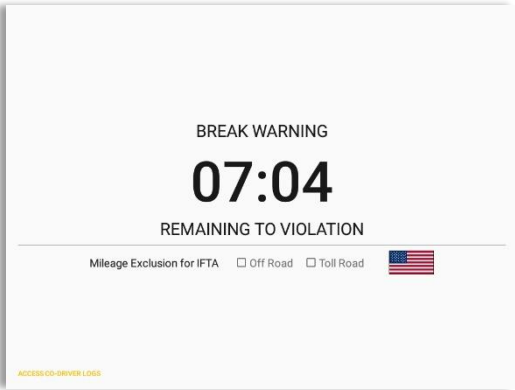 BREAK WARNING
07:04
REMAINING TO VIOLATION
Mileage Exclusion for IFTA ☐ Off Road ☐ Toll Road
ACCESS CO-DRIVER LOGS